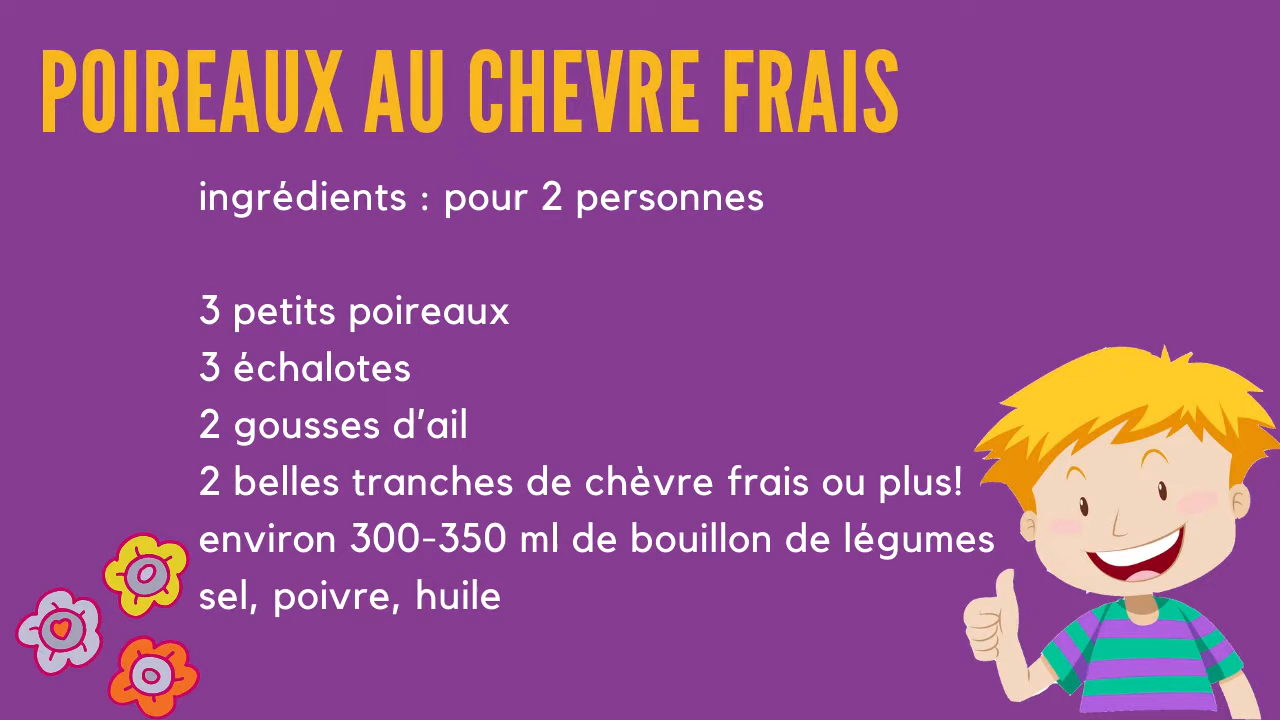 POIREAUX AU CHEVRE FRAIS
ingrédients : pour 2 personnes
3 petits poireaux
3 échalotes
2 gousses d’ail
2 belles tranches de chèvre frais ou plus!
environ 300-350 ml de bouillon de légumes
sel, poivre, huile